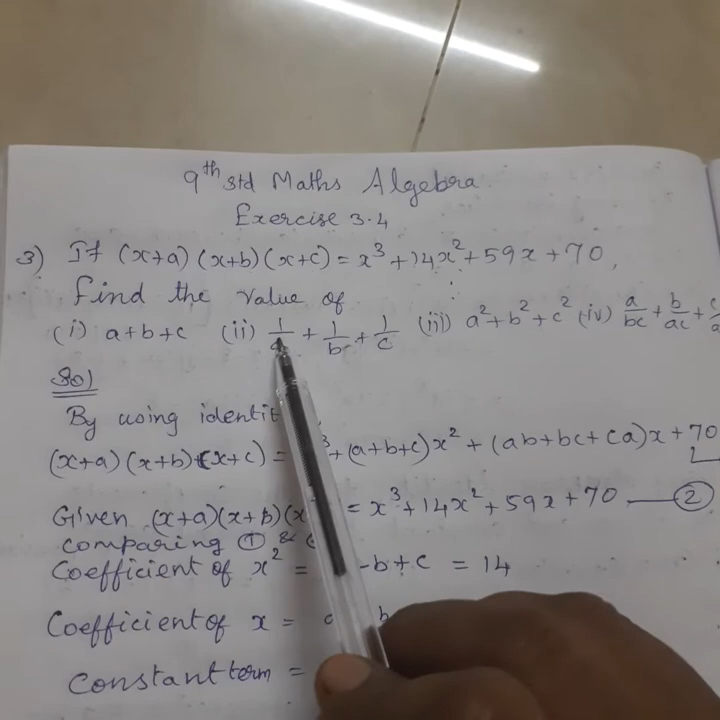 9th std Maths Algebra.
Exercise 3.4
3) If (x+a)(x+b)(x+c) = x³+14x²+59x+70,
find the value of
(i) a+b+c (ii) 1/a + 1/b + 1/c (iii) a²+b²+c² (iv) a/bc + b/ac +
Sol
By using
(x+a)(x+b)(x+c) = ³+(a+b+c)x² + (ab+bc+ca)x + 70
Given (x+a)(x+b)(x = x³+14x²+59x+70 — ②
comparing ① &
Coefficient of x² = -b+c = 14
Coefficient of x =
Constant term =